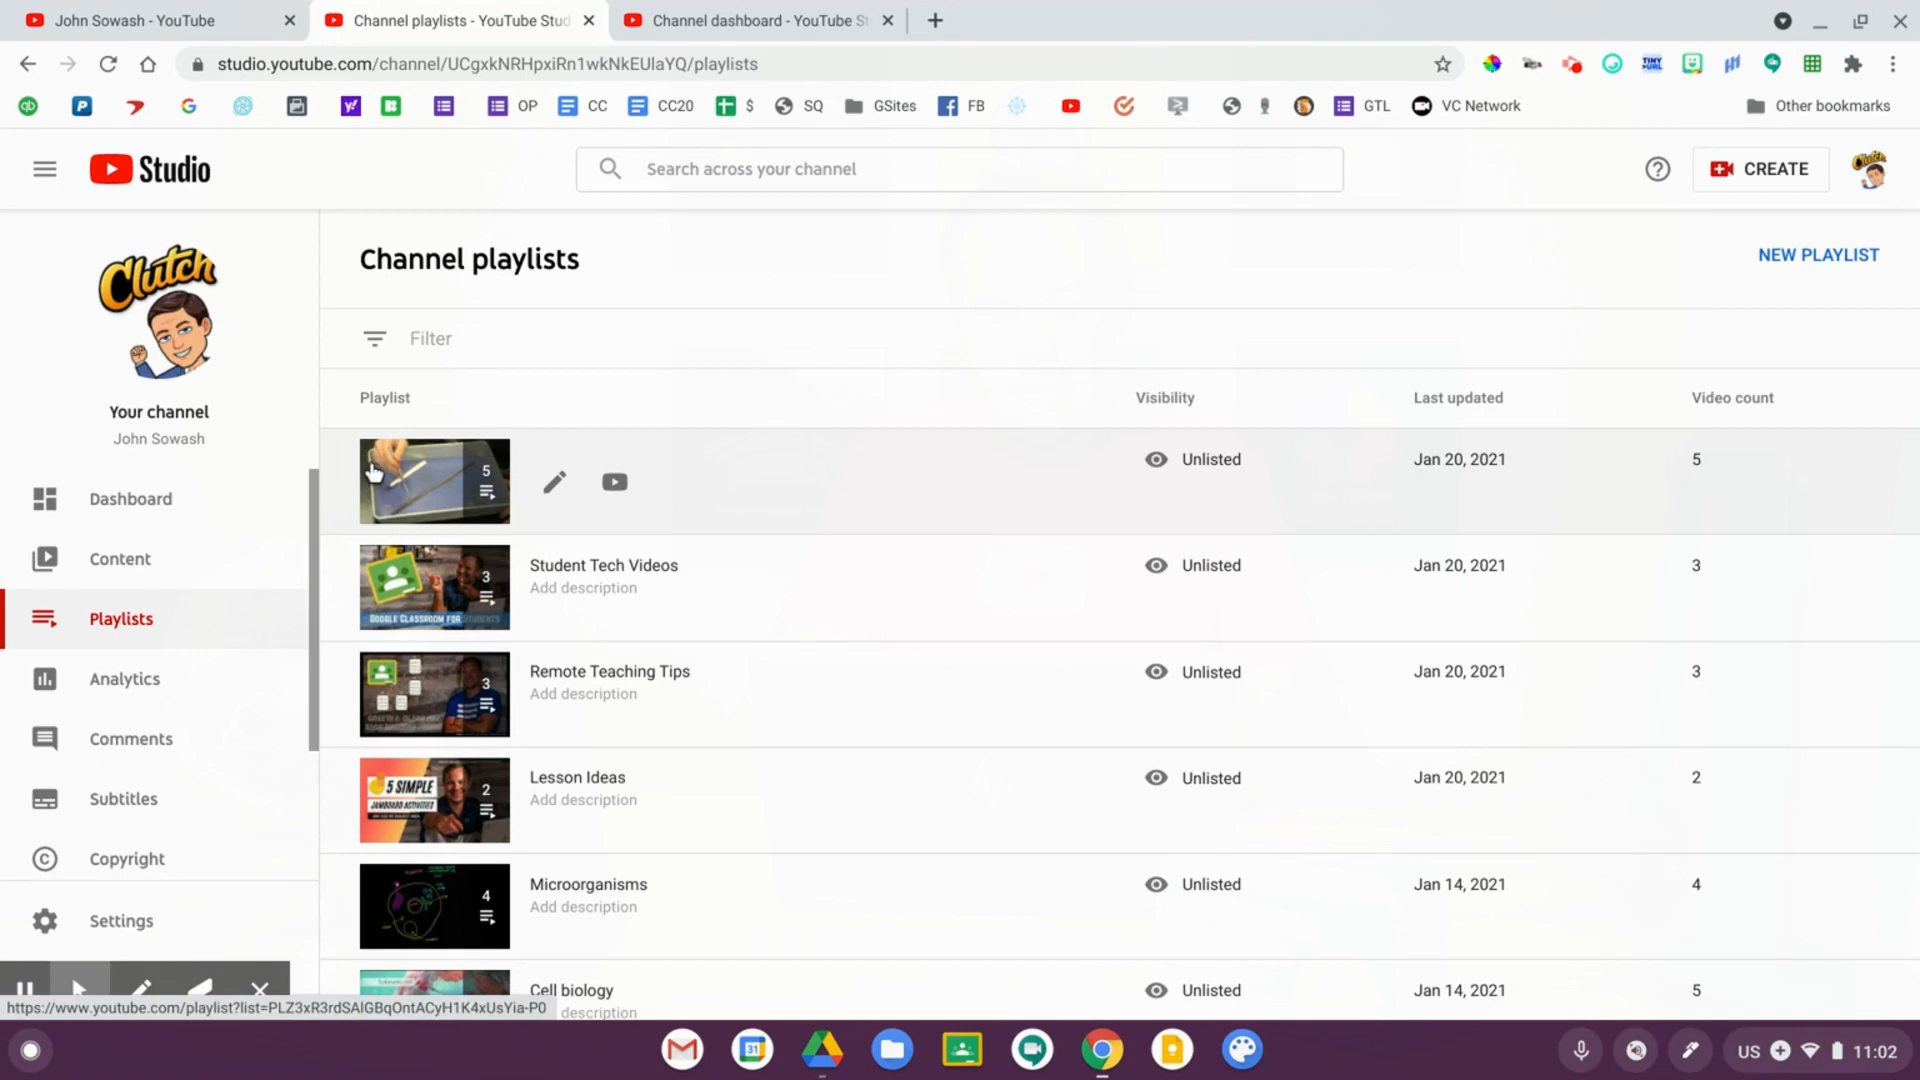 John Sowash - YouTube
Channel playlists - YouTube Stud
Channel dashboard - YouTube St
studio.youtube.com/channel/UCgxkNRHpxiRn1wkNkEUlaYQ/playlists
OP
CC
CC20
$
SQ
GSites
FB
GTL
VC Network
Other bookmarks
Studio
Search across your channel
CREATE
Clutch
Your channel
John Sowash
Dashboard
Content
Playlists
Analytics
Comments
Subtitles
Copyright
Settings
Channel playlists
NEW PLAYLIST
Filter
Playlist Visibility Last updated Video count
5 Unlisted Jan 20, 2021 5
3 Student Tech Videos Unlisted Jan 20, 2021 3
Add description
GOOGLE CLASSROOM FOR STUDENTS
3 Remote Teaching Tips Unlisted Jan 20, 2021 3
Add description
2 Lesson Ideas Unlisted Jan 20, 2021 2
Add description
5 SIMPLE
JAMBOARD ACTIVITIES
4 Microorganisms Unlisted Jan 14, 2021 4
Add description
Cell biology Unlisted Jan 14, 2021 5
description
https://www.youtube.com/playlist?list=PLZ3xR3rdSAlGBqOntACyH1K4xUsYia-P0
US 11:02